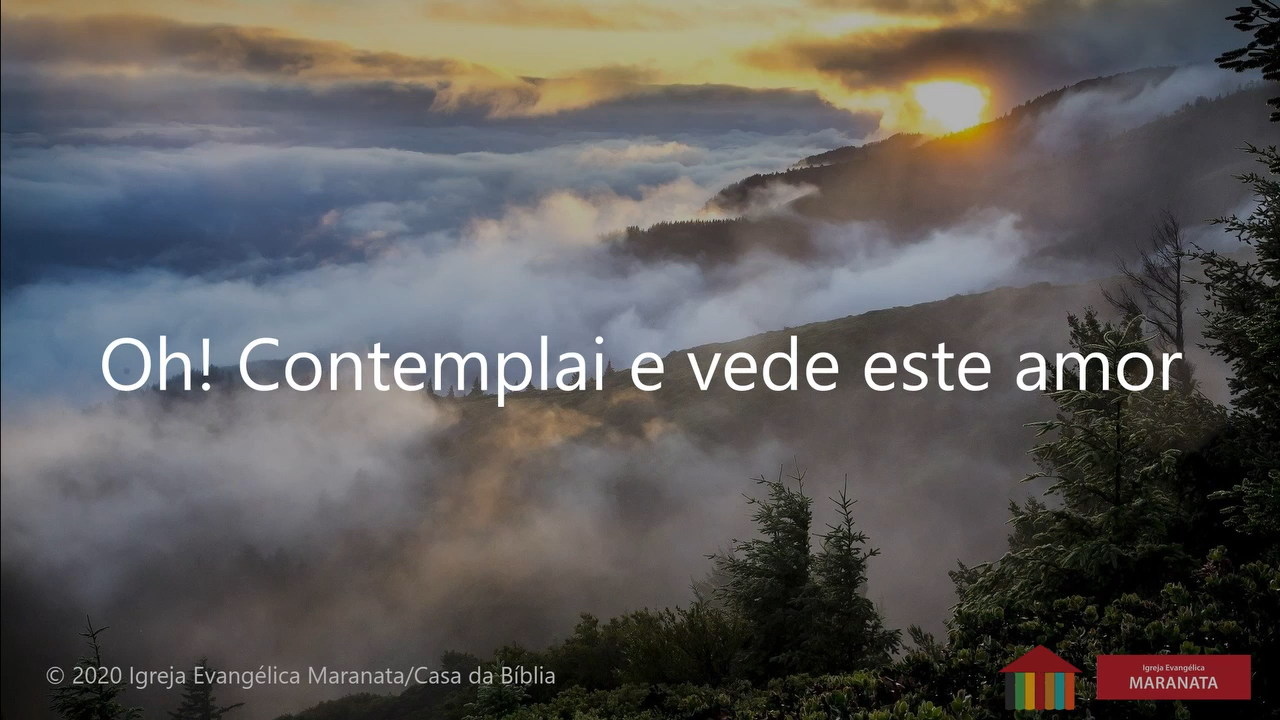 Oh! Contemplai e vede este amor
© 2020 Igreja Evangélica Maranata/Casa da Bíblia
Igreja Evangélica
MARANATA